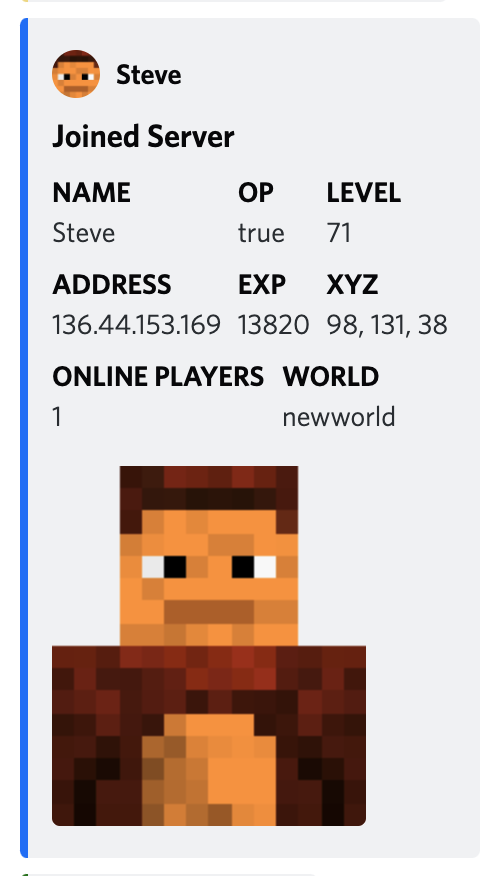 Steve
Joined Server
NAME OP LEVEL
Steve true 71
ADDRESS EXP XYZ
136.44.153.169 13820 98, 131, 38
ONLINE PLAYERS WORLD
1 newworld